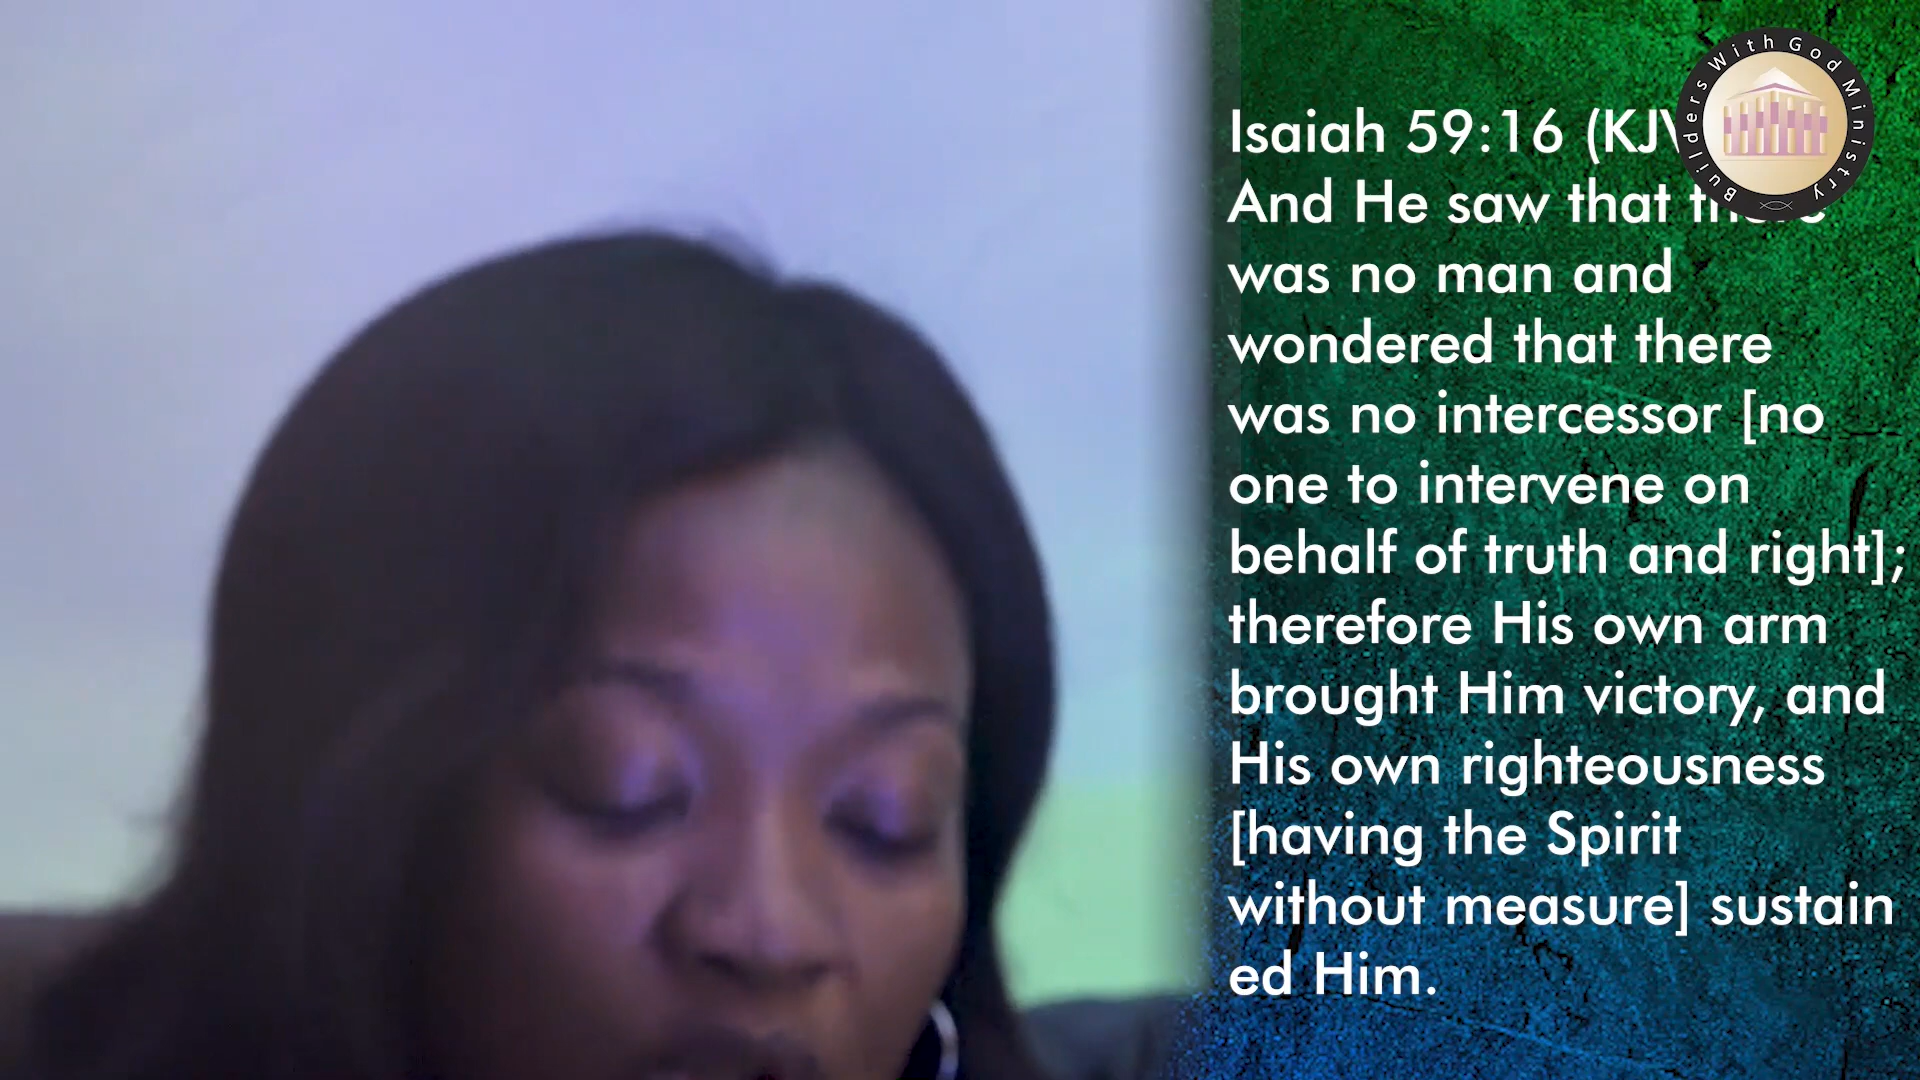 Builders With God Ministry
Isaiah 59:16 (KJV
And He saw that there
was no man and
wondered that there
was no intercessor [no
one to intervene on
behalf of truth and right];
therefore His own arm
brought Him victory, and
His own righteousness
[having the Spirit
without measure] sustain
ed Him.